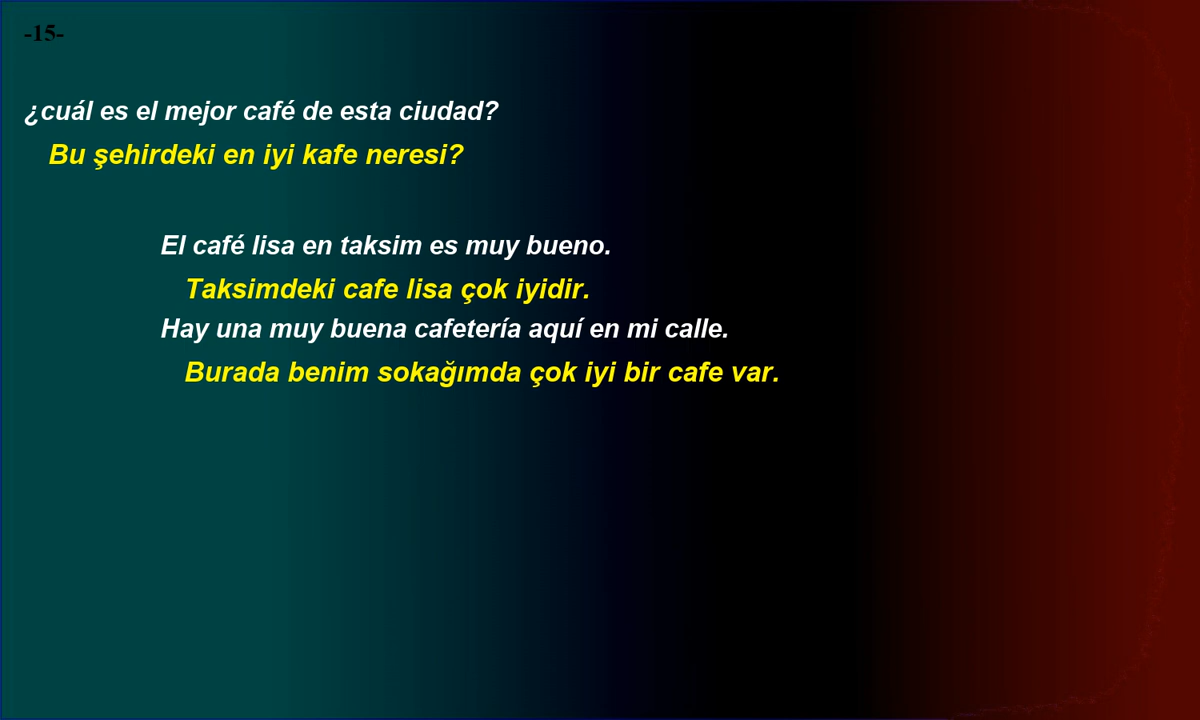 -15-
¿cuál es el mejor café de esta ciudad?
Bu şehirdeki en iyi kafe neresi?
El café lisa en taksim es muy bueno.
Taksimdeki cafe lisa çok iyidir.
Hay una muy buena cafetería aquí en mi calle.
Burada benim sokağımda çok iyi bir cafe var.